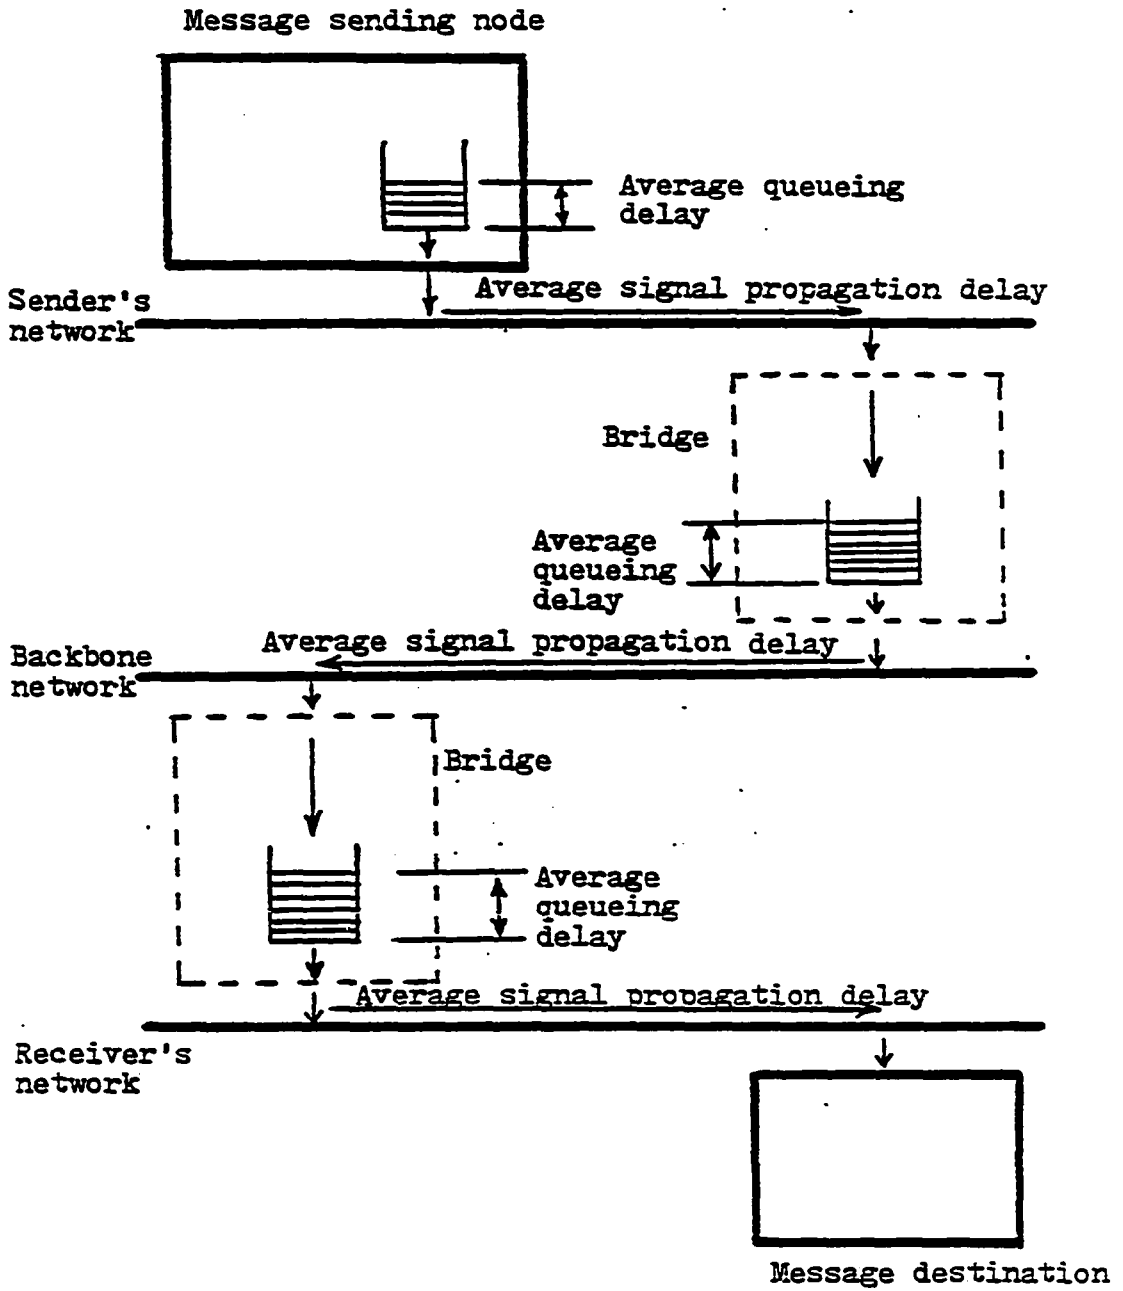 Message sending node
Average queueing
delay
Sender's
network
Average signal propagation delay
Bridge
Average
queueing
delay
Average signal propagation delay
Backbone
network
Bridge
Average
queueing
delay
Average signal propagation delay
Receiver's
network
Message destination